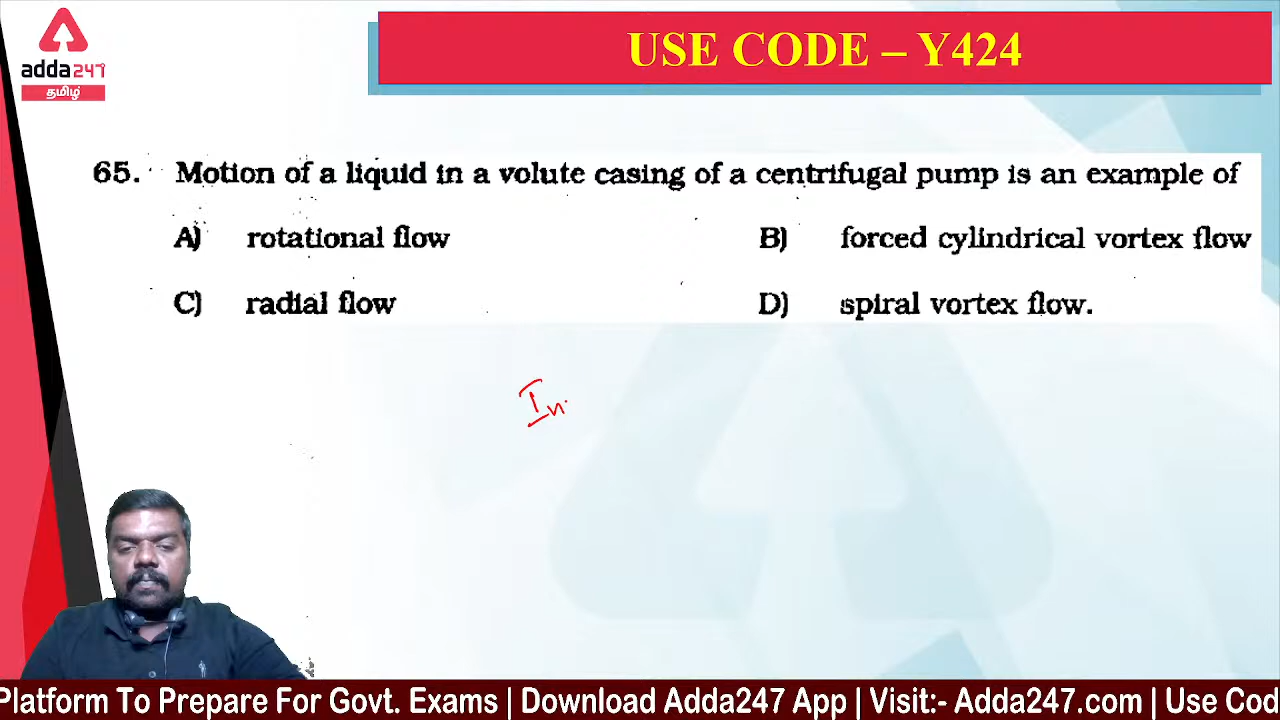 USE CODE – Y424
adda247
தமிழ்
65. Motion of a liquid in a volute casing of a centrifugal pump is an example of
A) rotational flow B) forced cylindrical vortex flow
C) radial flow D) spiral vortex flow.
In
Platform To Prepare For Govt. Exams | Download Adda247 App | Visit:- Adda247.com | Use Cod